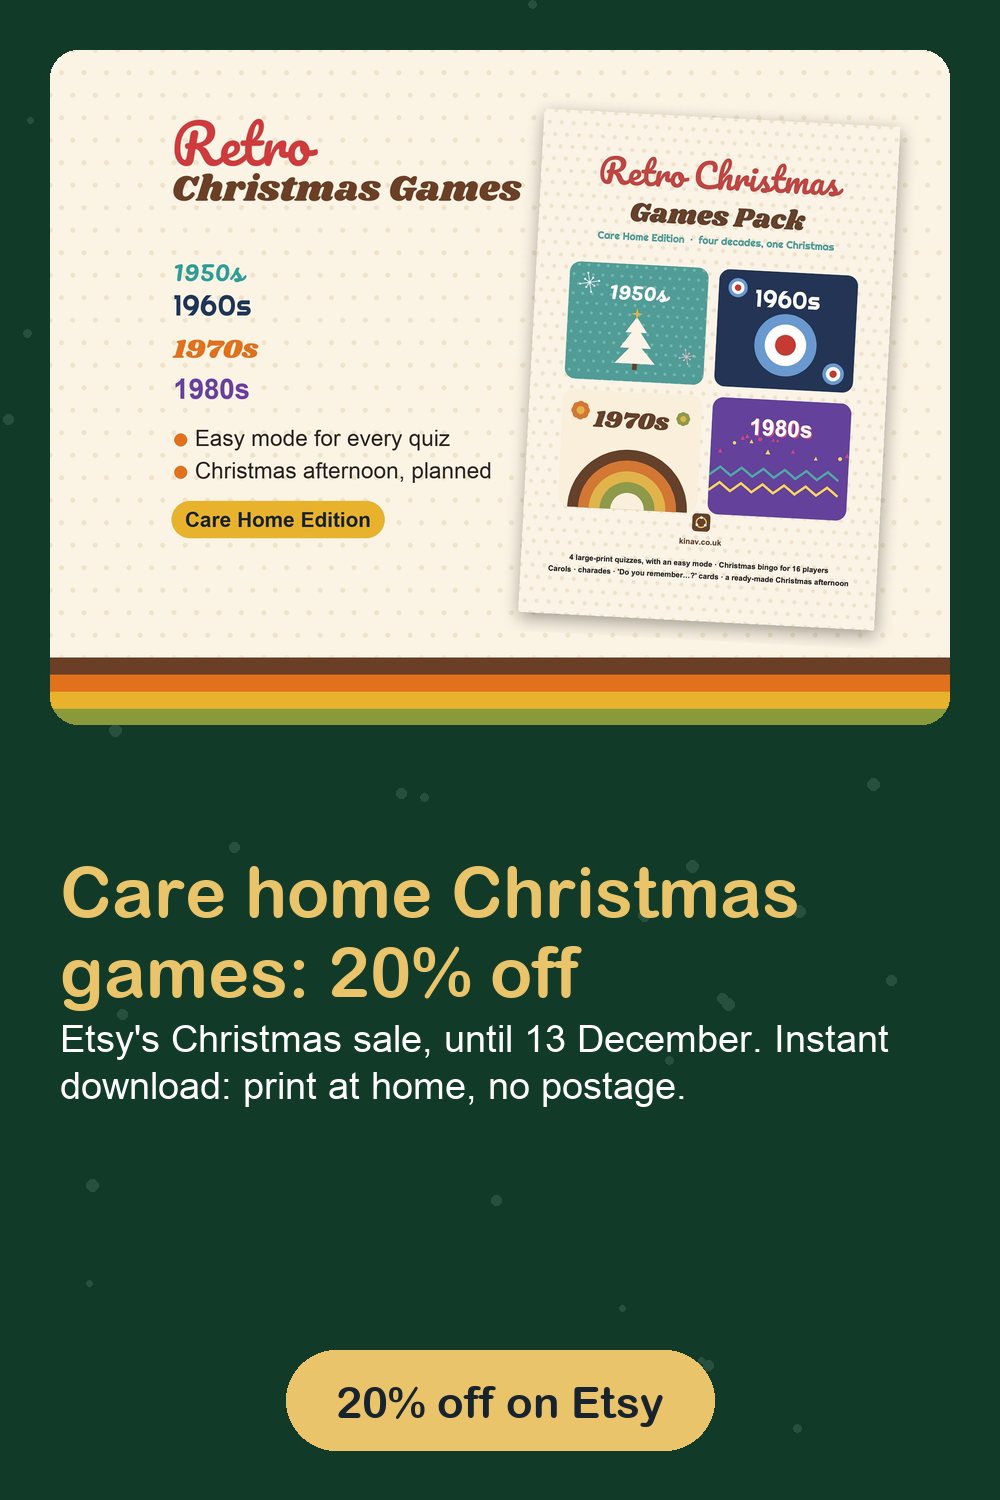 Retro
Christmas Games
1950s
1960s
1970s
1980s
Easy mode for every quiz
Christmas afternoon, planned
Care Home Edition
Retro Christmas
Games Pack
Care Home Edition · four decades, one Christmas
1950s
1960s
1970s
1980s
kinav.co.uk
4 large-print quizzes, with an easy mode · Christmas bingo for 16 players
Carols · charades · 'Do you remember...?' cards · a ready-made Christmas afternoon
Care home Christmas
games: 20% off
Etsy's Christmas sale, until 13 December. Instant
download: print at home, no postage.
20% off on Etsy